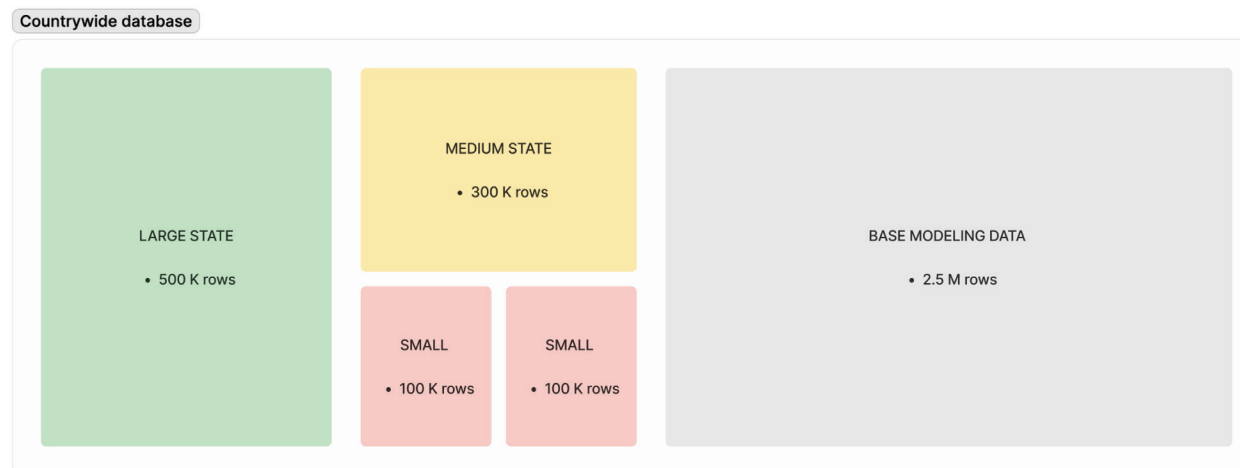 Countrywide database
LARGE STATE
• 500 K rows
MEDIUM STATE
• 300 K rows
SMALL
• 100 K rows
SMALL
• 100 K rows
BASE MODELING DATA
• 2.5 M rows